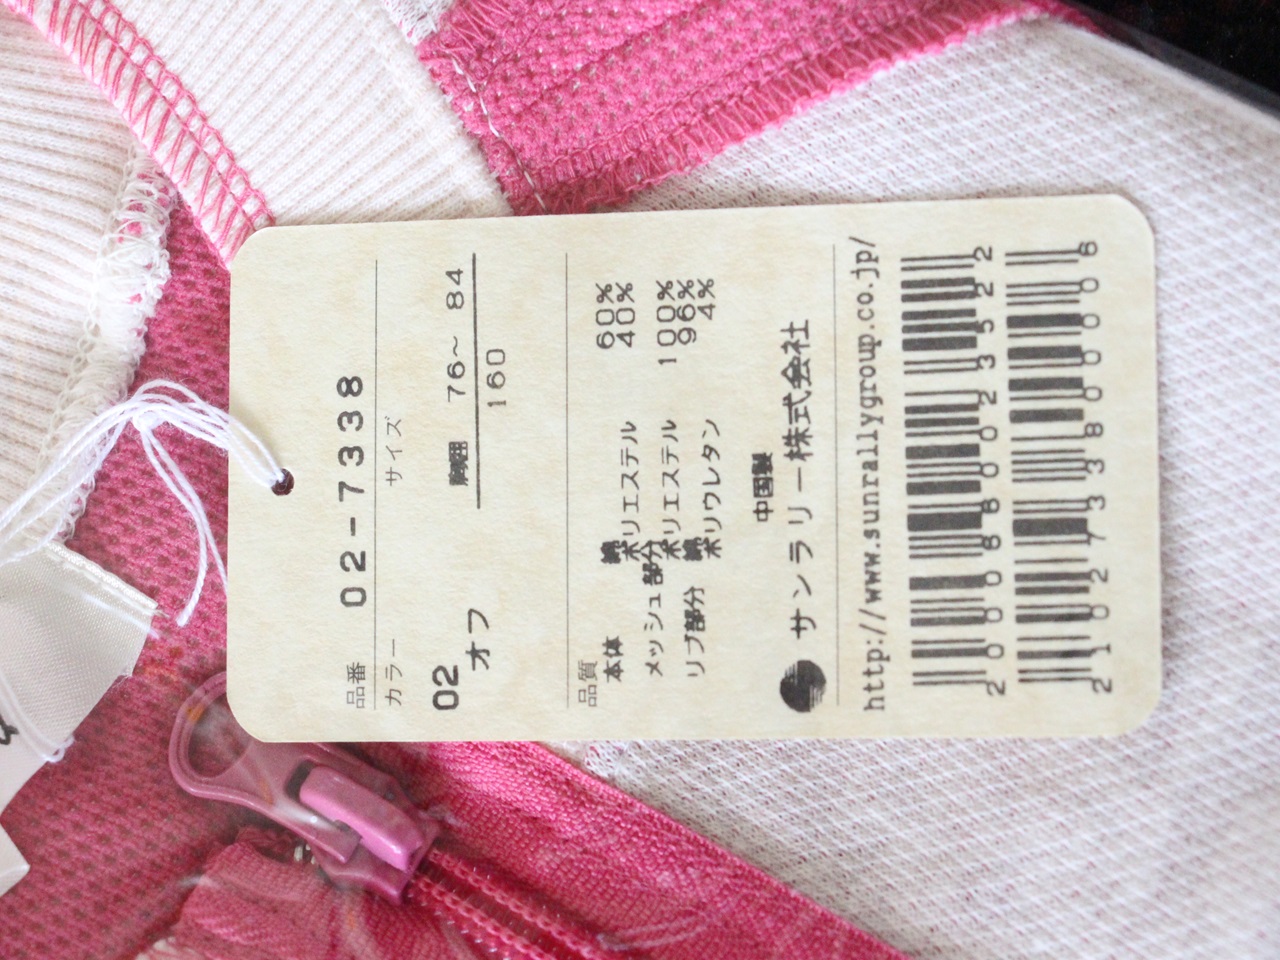 品番 02-7338
カラー サイズ
02 胸囲 76〜 84
オフ 160
品質
本体 綿 60%
ポリエステル 40%
メッシュ部分
ポリエステル 100%
リブ部分 綿 96%
ポリウレタン 4%
中国製
サンラリー株式会社
http://www.sunrallygroup.co.jp/
2000880023522
2102733800006